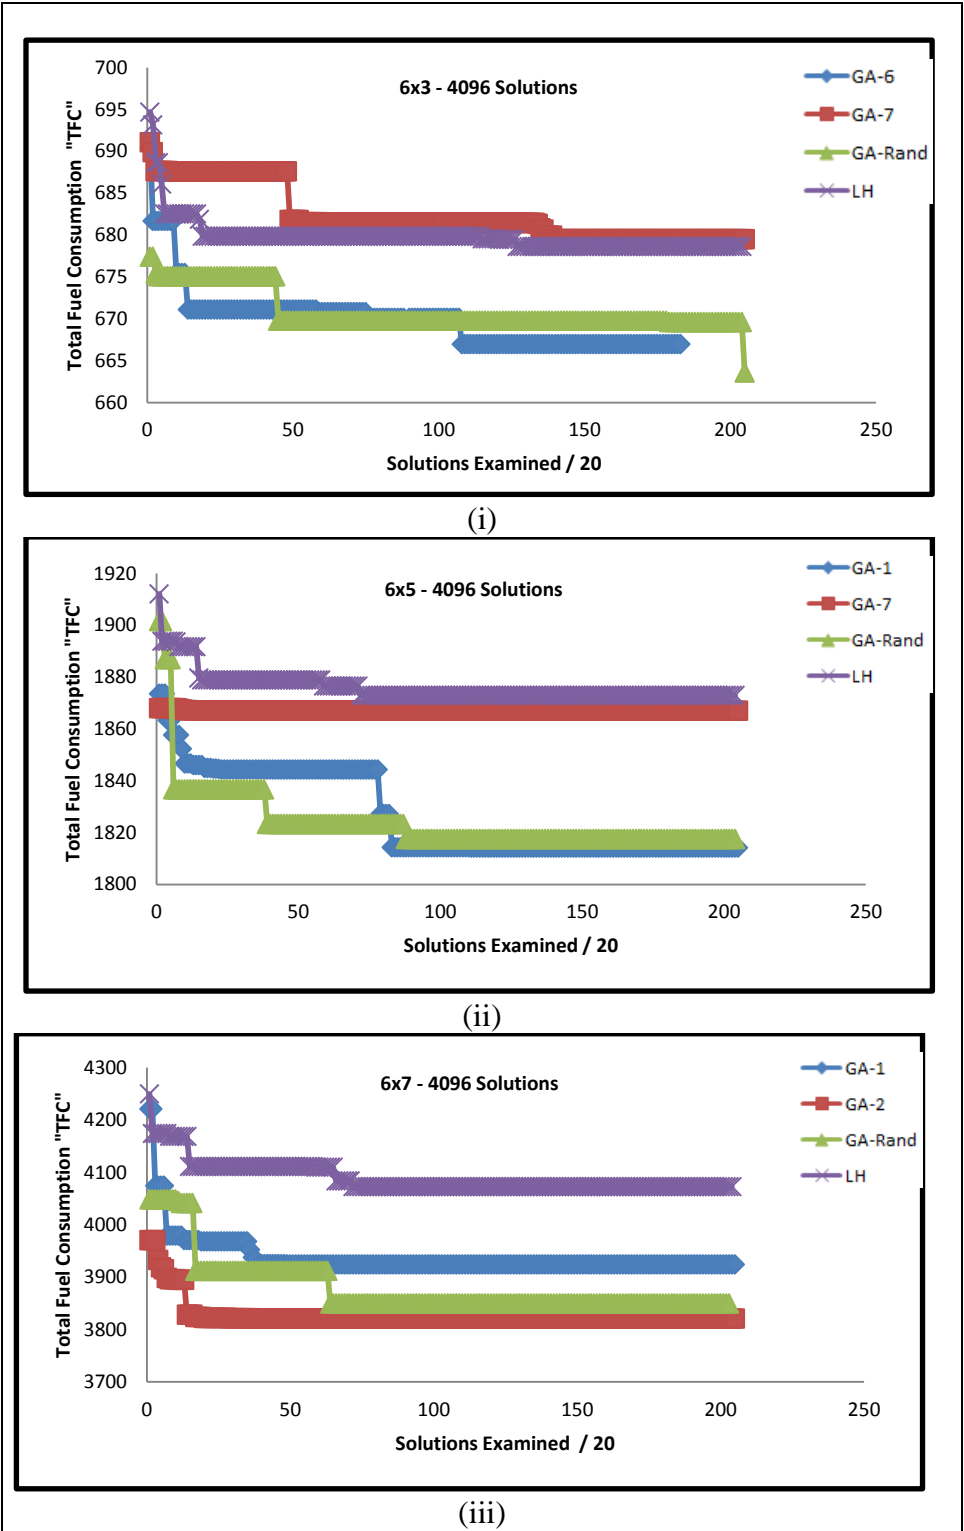 6x3 - 4096 Solutions
Total Fuel Consumption "TFC"
700
695
690
685
680
675
670
665
660
0 50 100 150 200 250
Solutions Examined / 20
GA-6
GA-7
GA-Rand
LH
(i)
6x5 - 4096 Solutions
Total Fuel Consumption "TFC"
1920
1900
1880
1860
1840
1820
1800
0 50 100 150 200 250
Solutions Examined / 20
GA-1
GA-7
GA-Rand
LH
(ii)
6x7 - 4096 Solutions
Total Fuel Consumption "TFC"
4300
4200
4100
4000
3900
3800
3700
0 50 100 150 200 250
Solutions Examined / 20
GA-1
GA-2
GA-Rand
LH
(iii)